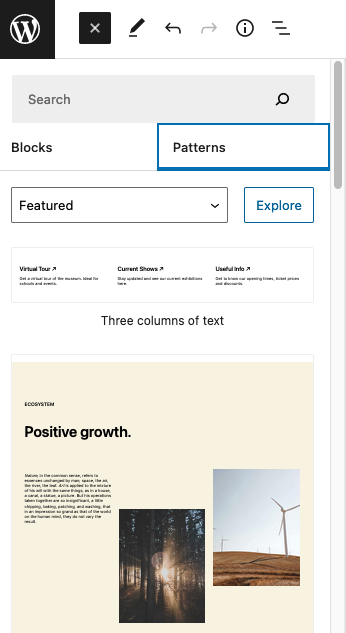 Search
Blocks
Patterns
Featured
Explore
Virtual Tour ↗
Get a virtual tour of the museum. Ideal for
schools and events.
Current Shows ↗
Stay updated and see our current exhibitions
here.
Useful Info ↗
Get to know our opening times, ticket prices
and discounts.
Three columns of text
ECOSYSTEM
Positive growth.
Nature, in the common sense, refers to
essences unchanged by man; space, the air,
the river, the leaf. Art is applied to the mixture
of his will with the same things, as in a house,
a canal, a statue, a picture. But his operations
taken together are so insignificant, a little
chipping, baking, patching, and washing, that
in an impression so grand as that of the world
on the human mind, they do not vary the
result.